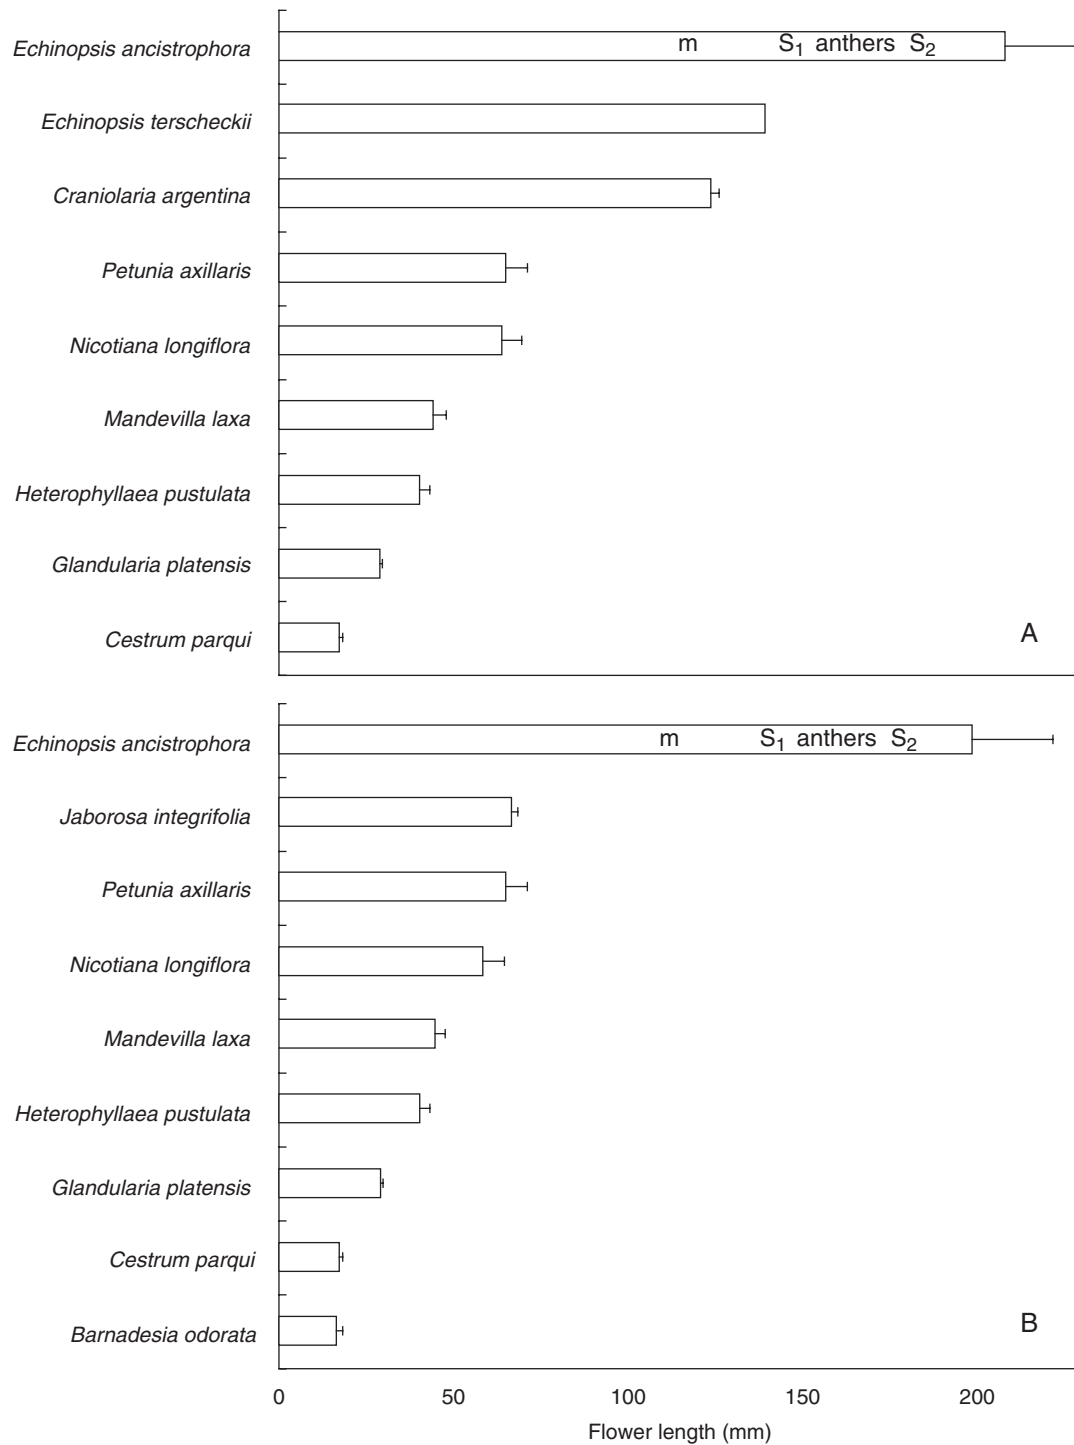 Echinopsis ancistrophora m S1 anthers S2
Echinopsis terscheckii
Craniolaria argentina
Petunia axillaris
Nicotiana longiflora
Mandevilla laxa
Heterophyllaea pustulata
Glandularia platensis
Cestrum parqui
A
Echinopsis ancistrophora m S1 anthers S2
Jaborosa integrifolia
Petunia axillaris
Nicotiana longiflora
Mandevilla laxa
Heterophyllaea pustulata
Glandularia platensis
Cestrum parqui
Barnadesia odorata
B
0 50 100 150 200
Flower length (mm)